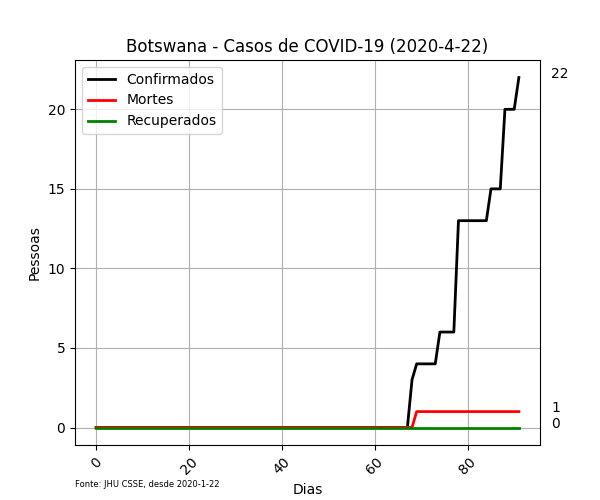 Botswana - Casos de COVID-19 (2020-4-22)
Confirmados
Mortes
Recuperados
22
20
15
10
5
0
1
0
Pessoas
0
20
40
60
80
Dias
Fonte: JHU CSSE, desde 2020-1-22